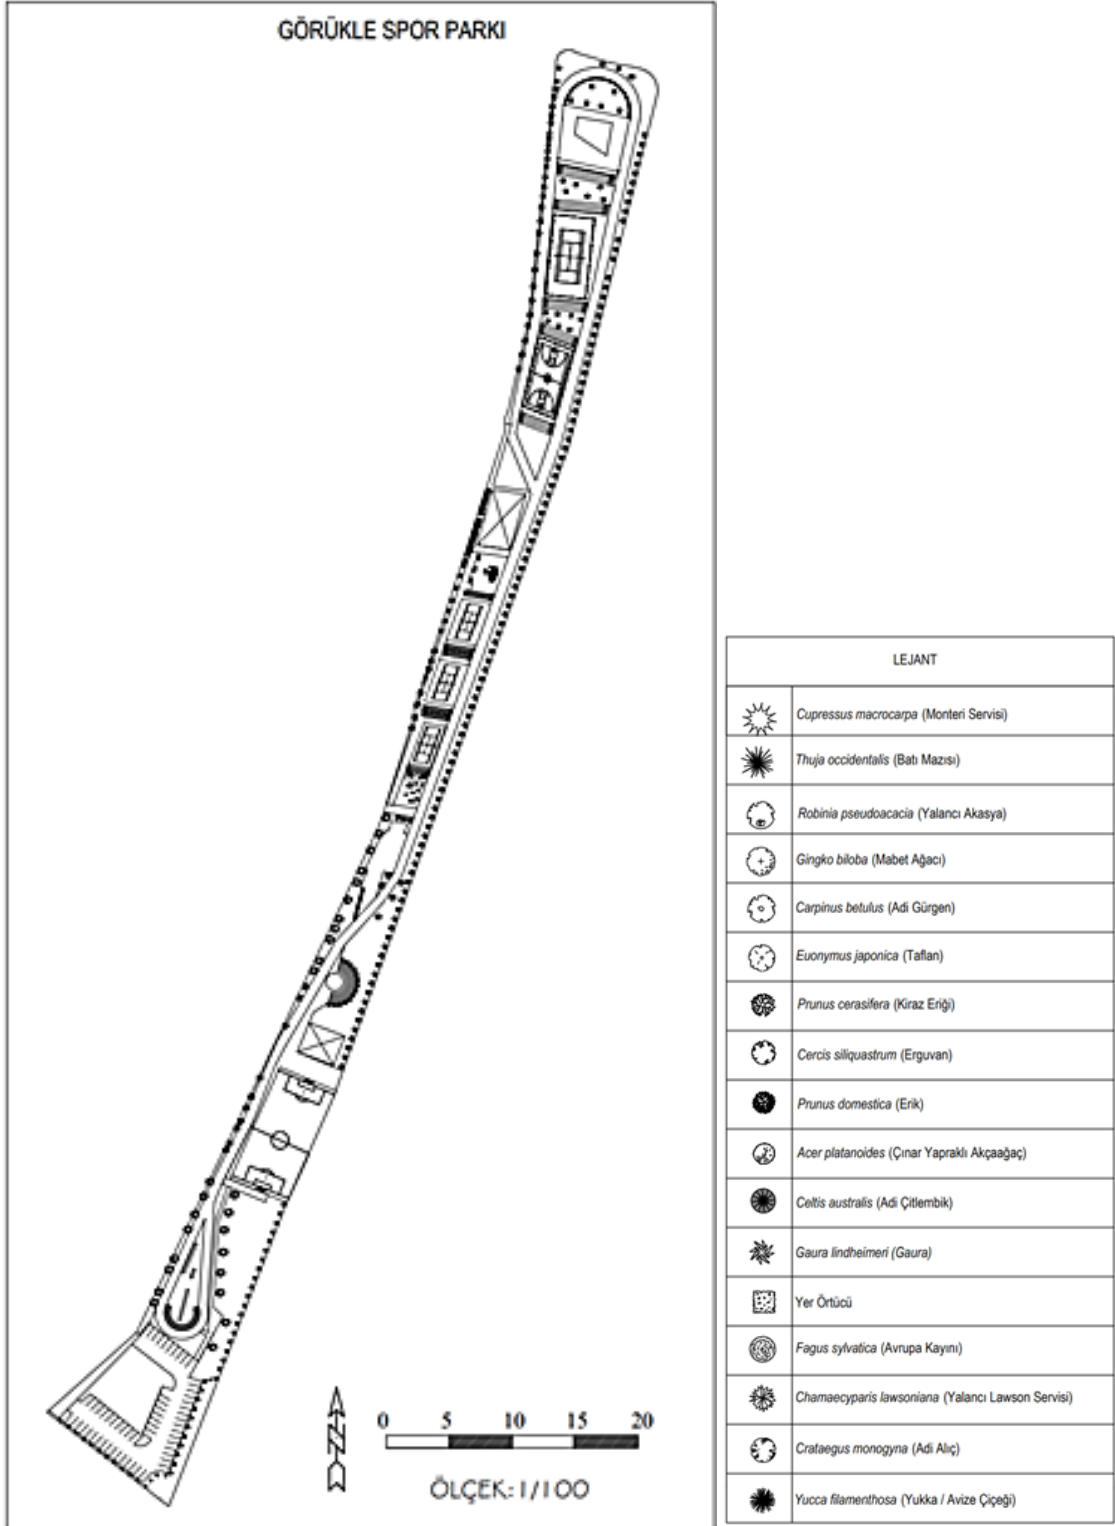 GÖRÜKLE SPOR PARKI
LEJANT
Cupressus macrocarpa (Monteri Servisi)
Thuja occidentalis (Batı Mazısı)
Robinia pseudoacacia (Yalancı Akasya)
Gingko biloba (Mabet Ağacı)
Carpinus betulus (Adi Gürgen)
Euonymus japonica (Taflan)
Prunus cerasifera (Kiraz Eriği)
Cercis siliquastrum (Erguvan)
Prunus domestica (Erik)
Acer platanoides (Çınar Yapraklı Akçaağaç)
Celtis australis (Adi Çitlembik)
Gaura lindheimeri (Gaura)
Yer Örtücü
Fagus sylvatica (Avrupa Kayını)
Chamaecyparis lawsoniana (Yalancı Lawson Servisi)
Crataegus monogyna (Adi Alıç)
Yucca filamenthosa (Yukka / Avize Çiçeği)
N
0 5 10 15 20
ÖLÇEK: 1/100